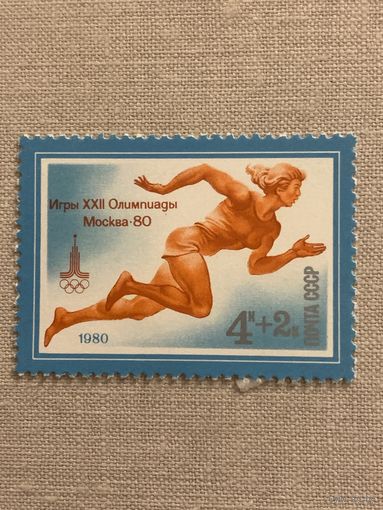 Игры XXII Олимпиады
Москва·80
4к+2к
ПОЧТА СССР
1980